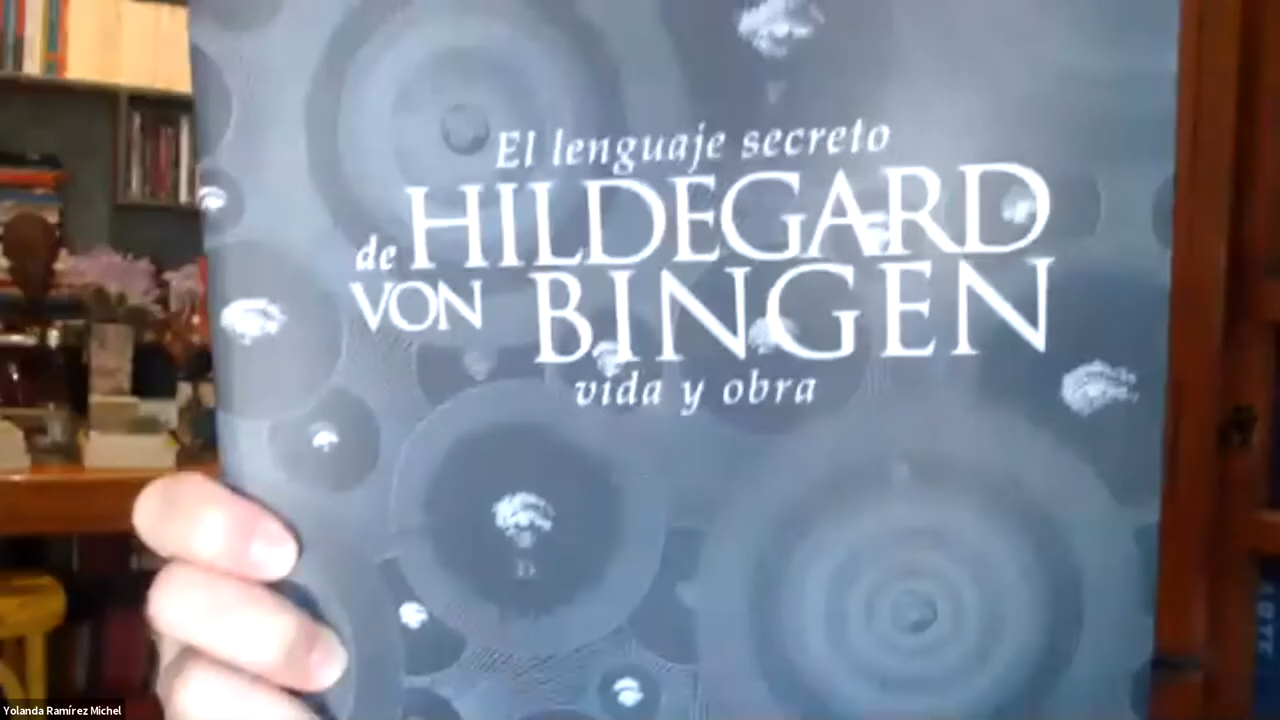 El lenguaje secreto
de HILDEGARD
VON BINGEN
vida y obra
Yolanda Ramírez Michel